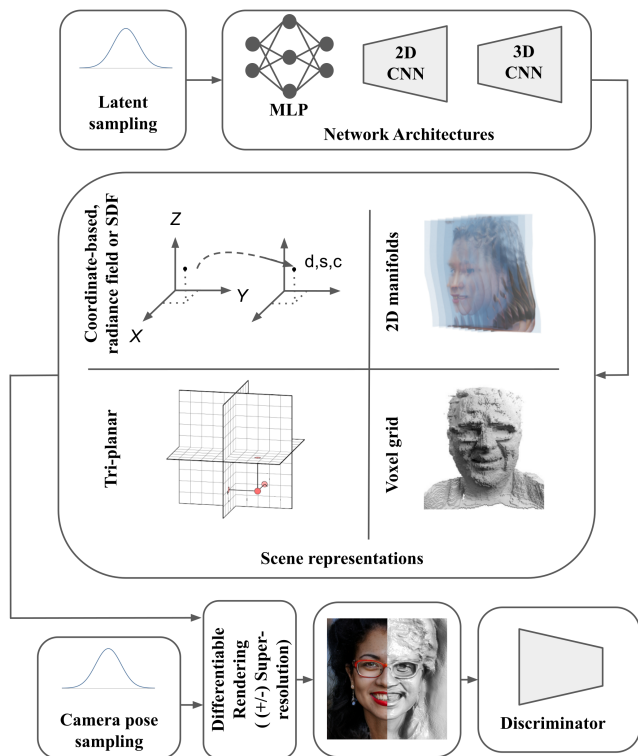 Latent
sampling
MLP
2D
CNN
3D
CNN
Network Architectures
Coordinate-based,
radiance field or SDF
Z
Y
X
d,s,c
2D manifolds
Tri-planar
Voxel grid
Scene representations
Camera pose
sampling
Differentiable
Rendering
( (+/-) Super-
resolution)
Discriminator